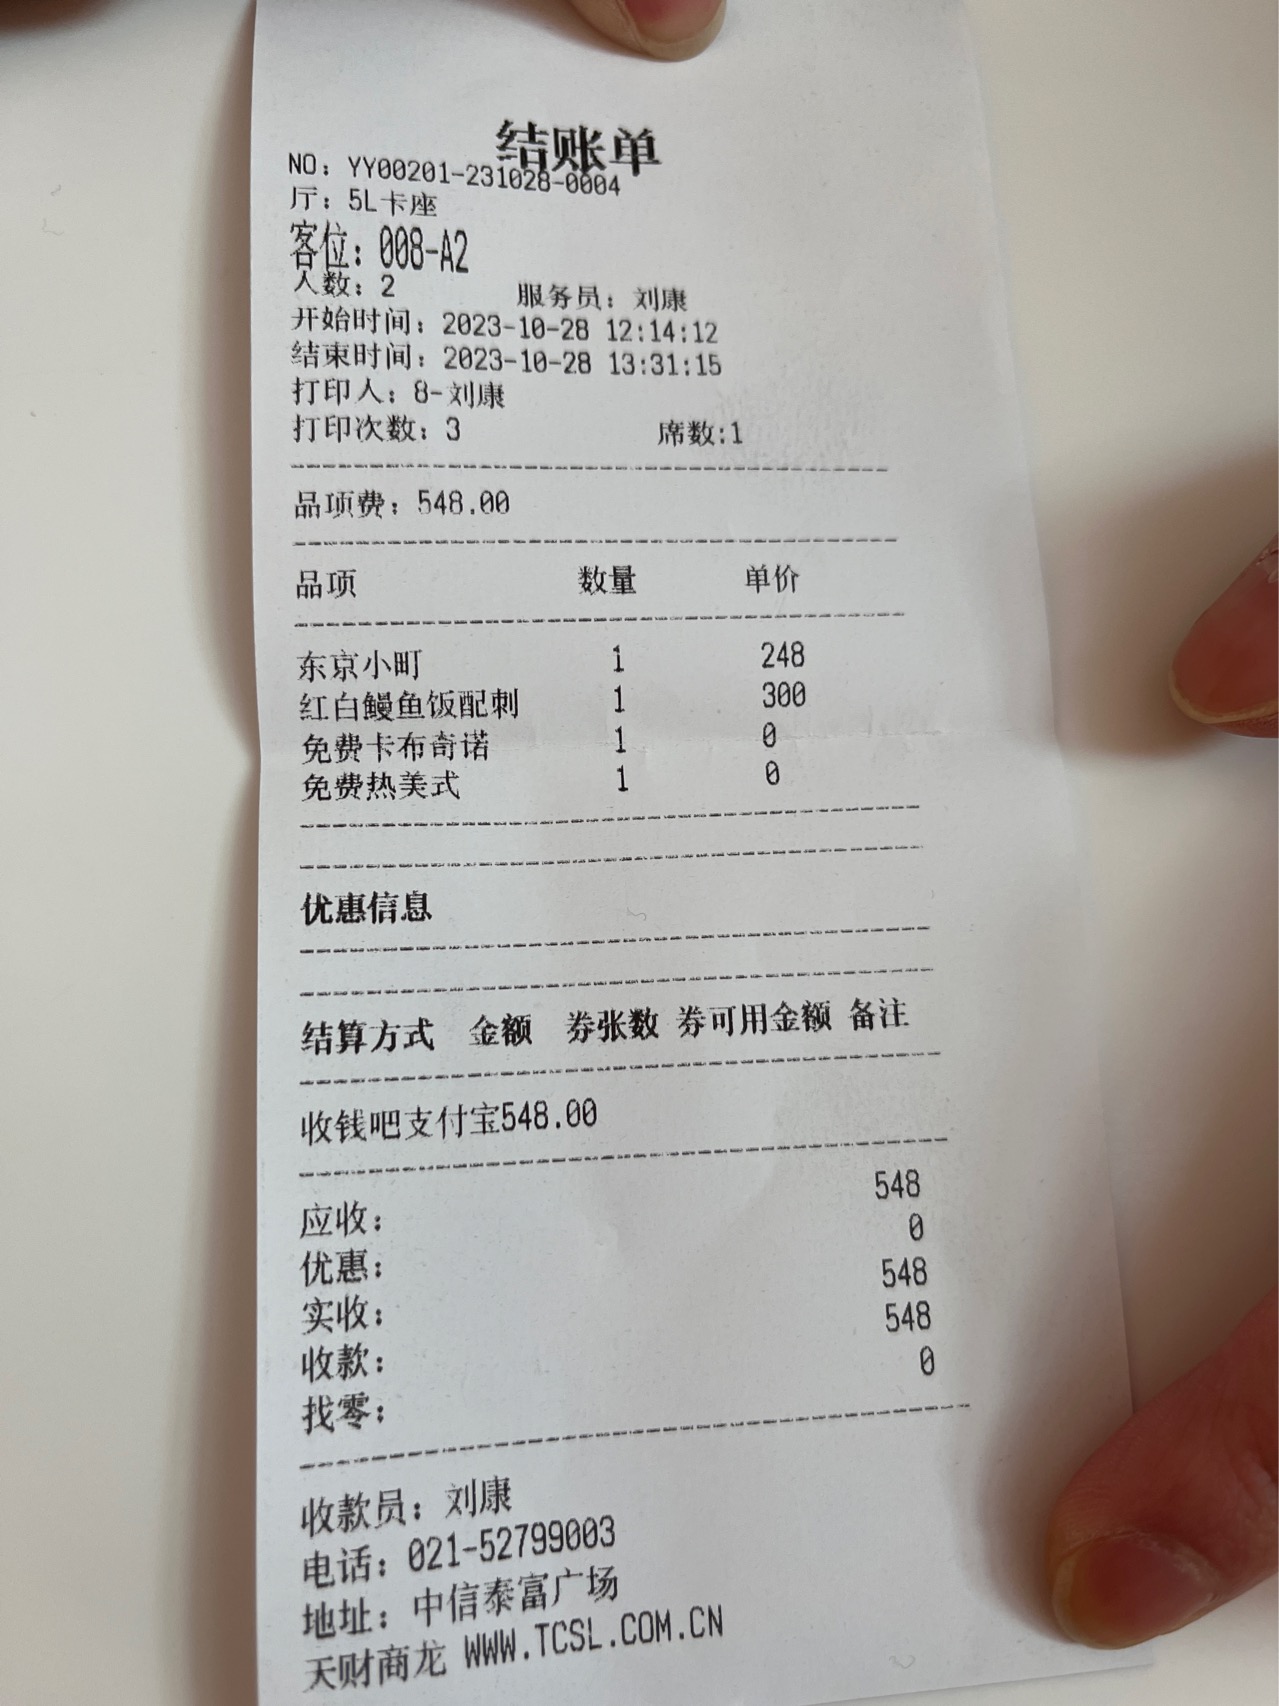 结账单
NO: YY00201-231028-0004
厅: 5L卡座
客位: 008-A2
人数: 2 服务员: 刘康
开始时间: 2023-10-28 12:14:12
结束时间: 2023-10-28 13:31:15
打印人: 8-刘康
打印次数: 3 席数:1
品项费: 548.00
品项 数量 单价
东京小町 1 248
红白鳗鱼饭配刺 1 300
免费卡布奇诺 1 0
免费热美式 1 0
优惠信息
结算方式 金额 券张数 券可用金额 备注
收钱吧支付宝548.00
应收: 548
优惠: 0
实收: 548
收款: 548
找零: 0
收款员: 刘康
电话: 021-52799003
地址: 中信泰富广场
天财商龙 WWW.TCSL.COM.CN